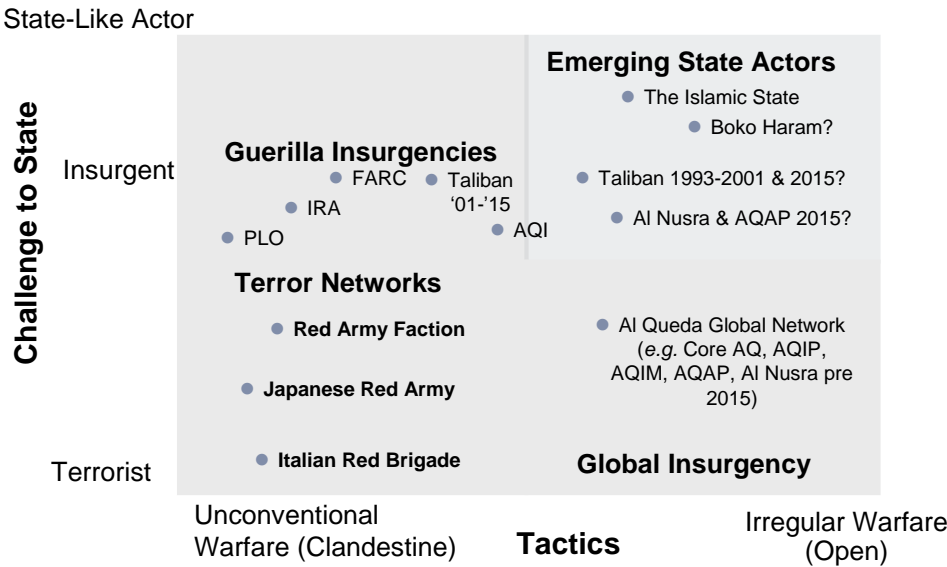 State-Like Actor
Challenge to State
Insurgent
Terrorist
Emerging State Actors
The Islamic State
Boko Haram?
Taliban 1993-2001 & 2015?
Al Nusra & AQAP 2015?
Guerilla Insurgencies
FARC
Taliban
‘01-’15
IRA
AQI
PLO
Terror Networks
Red Army Faction
Japanese Red Army
Italian Red Brigade
Al Queda Global Network
(e.g. Core AQ, AQIP,
AQIM, AQAP, Al Nusra pre
2015)
Global Insurgency
Unconventional
Warfare (Clandestine)
Tactics
Irregular Warfare
(Open)